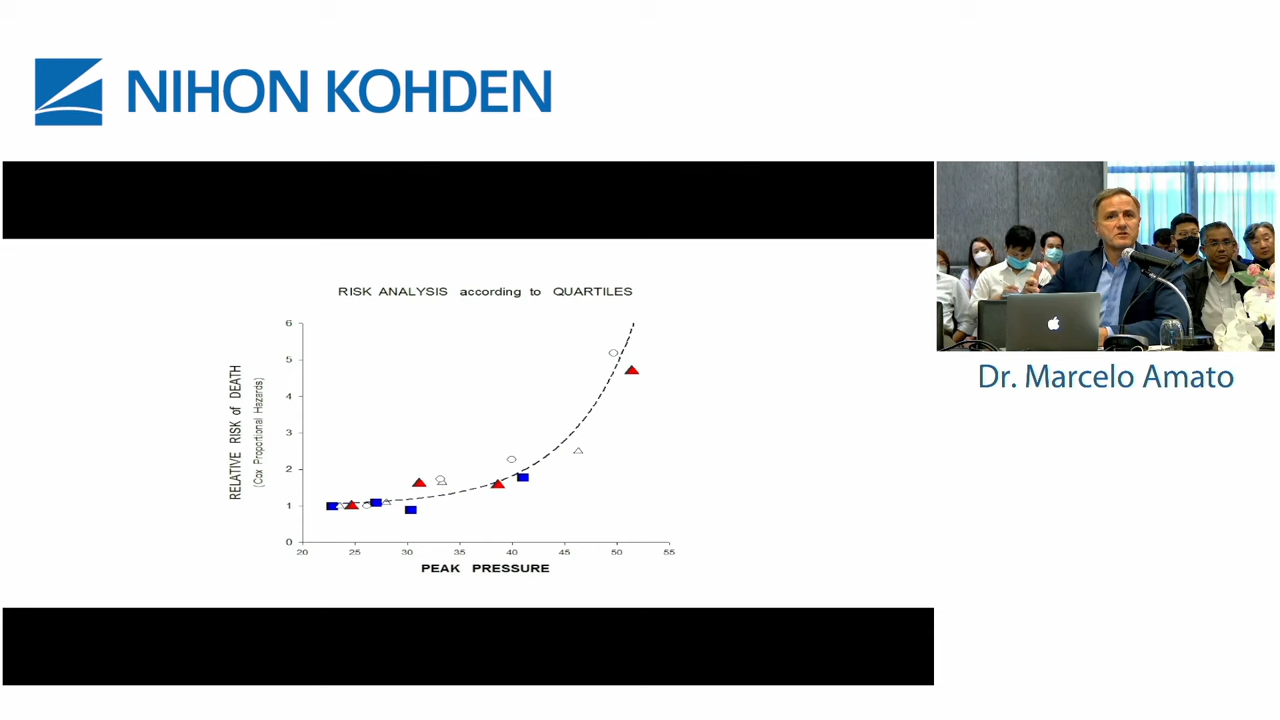 NIHON KOHDEN
RISK ANALYSIS according to QUARTILES
RELATIVE RISK of DEATH
(Cox Proportional Hazards)
6
5
4
3
2
1
0
20 25 30 35 40 45 50 55
PEAK PRESSURE
Dr. Marcelo Amato